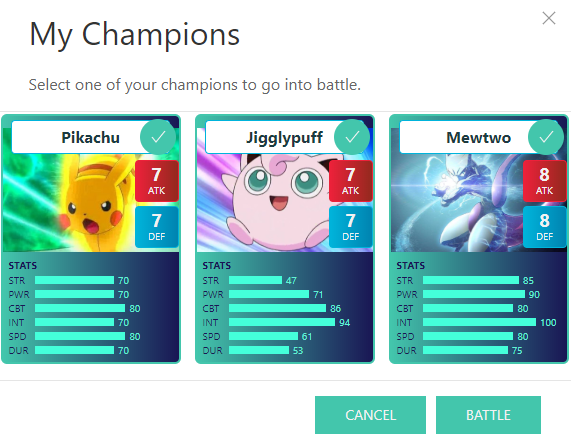 My Champions
Select one of your champions to go into battle.
Pikachu
7
ATK
7
DEF
STATS
STR 70
PWR 70
CBT 80
INT 70
SPD 80
DUR 70
Jigglypuff
7
ATK
7
DEF
STATS
STR 47
PWR 71
CBT 86
INT 94
SPD 61
DUR 53
Mewtwo
8
ATK
8
DEF
STATS
STR 85
PWR 90
CBT 80
INT 100
SPD 80
DUR 75
CANCEL
BATTLE